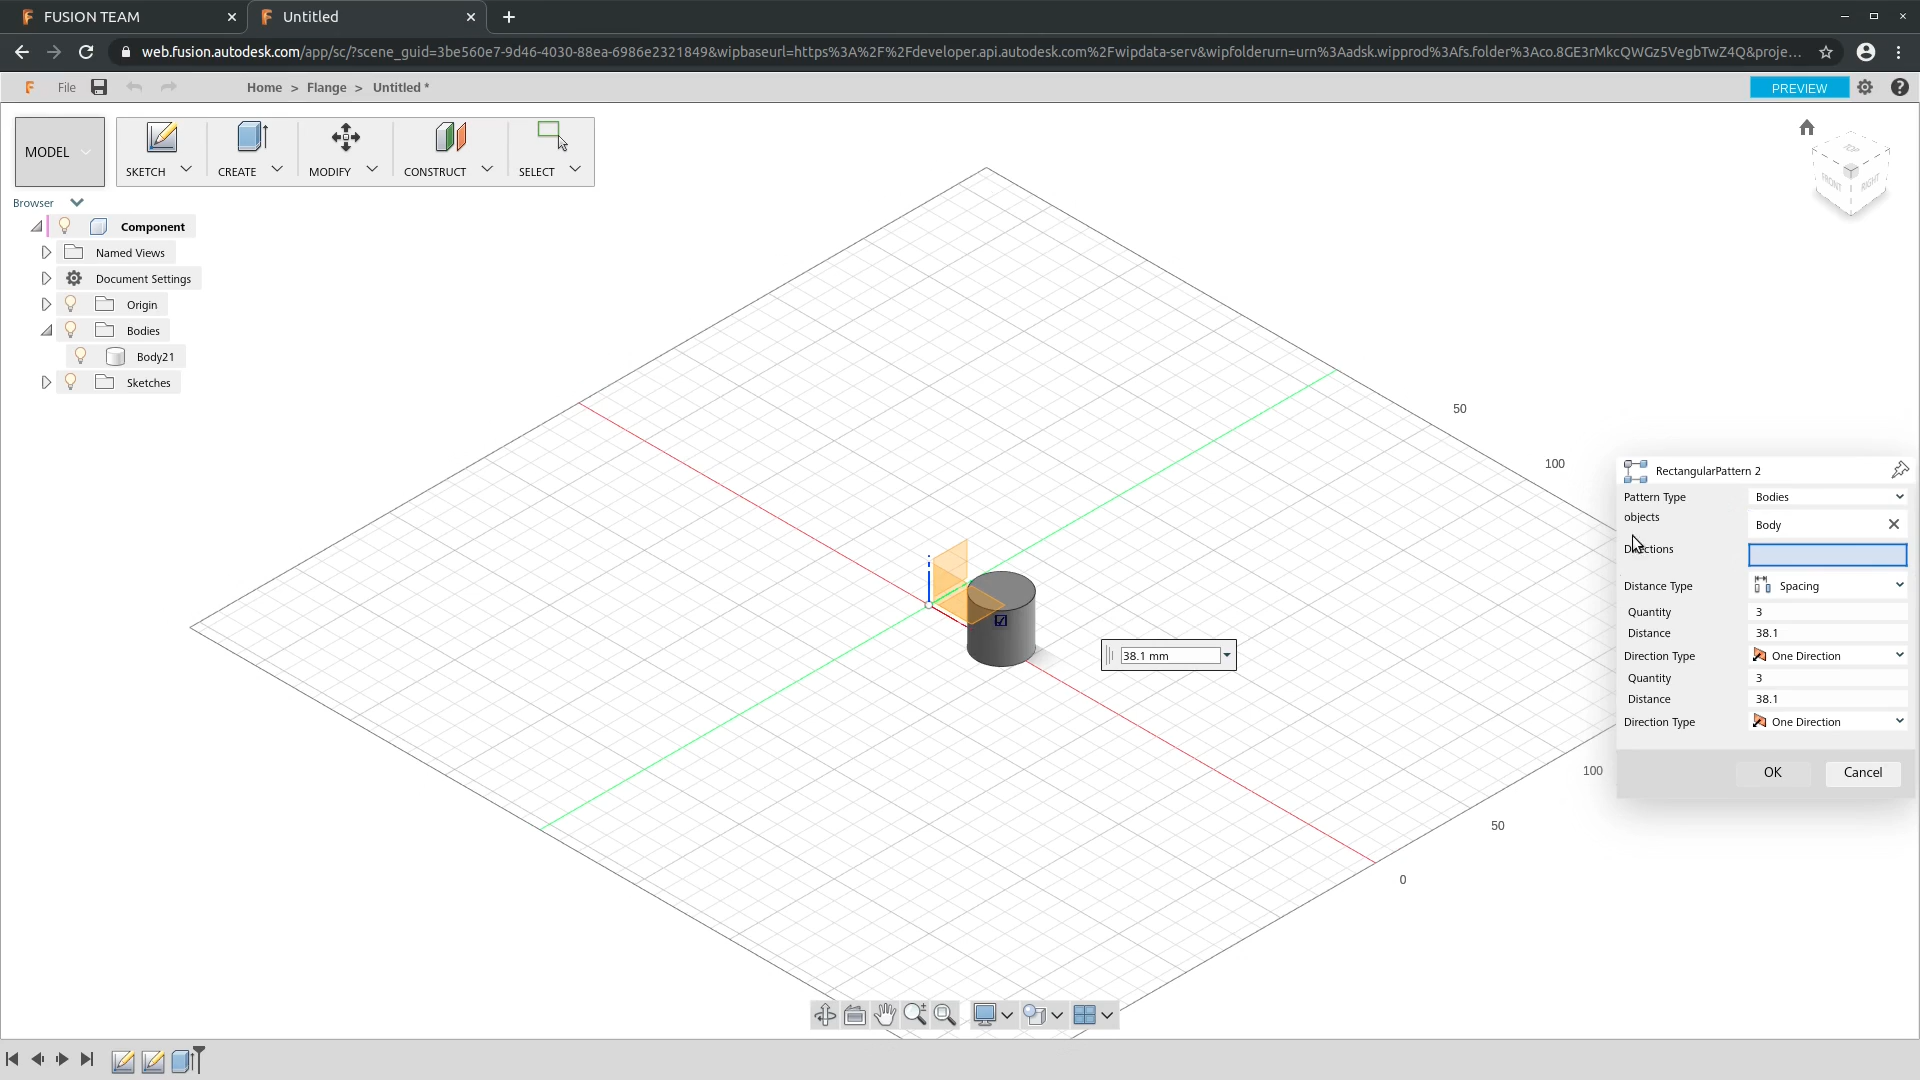 FUSION TEAM
Untitled
web.fusion.autodesk.com/app/sc/?scene_guid=3be560e7-9d46-4030-88ea-6986e2321849&wipbaseurl=https%3A%2F%2Fdeveloper.api.autodesk.com%2Fwipdata-serv&wipfolderurn=urn%3Aadsk.wipprod%3Afs.folder%3Aco.8GE3rMkcQWGz5VegbTwZ4Q&proje...
File
Home > Flange > Untitled *
PREVIEW
MODEL
SKETCH
CREATE
MODIFY
CONSTRUCT
SELECT
Browser
Component
Named Views
Document Settings
Origin
Bodies
Body21
Sketches
FRONT
RIGHT
50
100
38.1 mm
100
50
0
RectangularPattern 2
Pattern Type Bodies
objects Body
Directions
Distance Type Spacing
Quantity 3
Distance 38.1
Direction Type One Direction
Quantity 3
Distance 38.1
Direction Type One Direction
OK Cancel